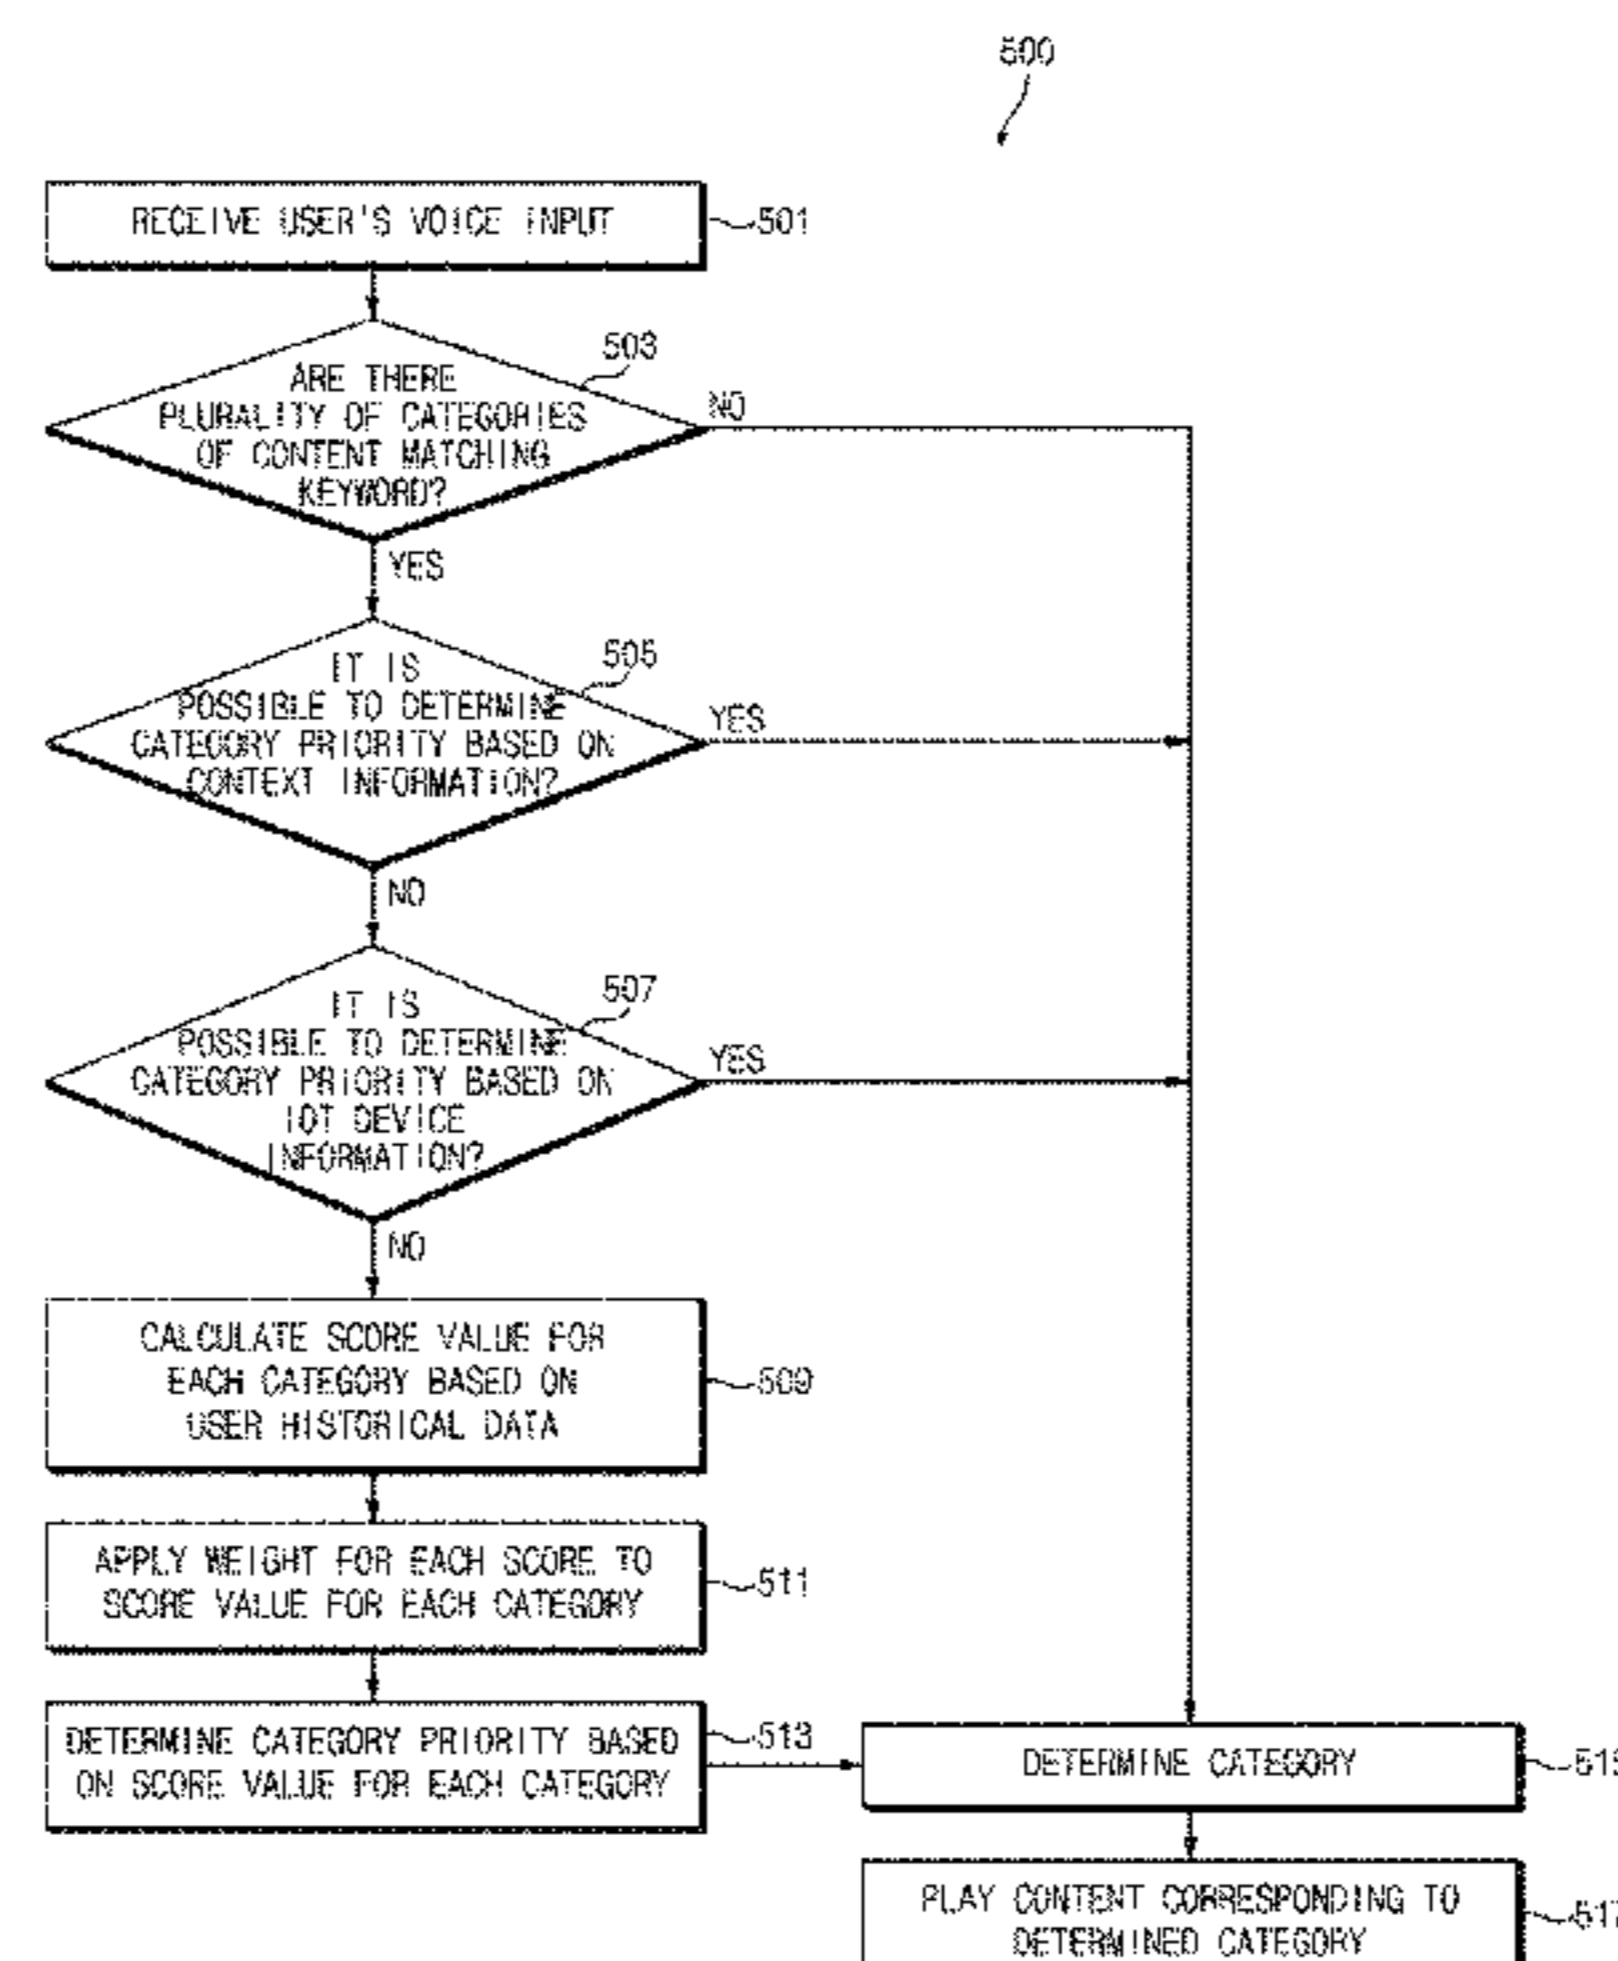 500
RECEIVE USER'S VOICE INPUT
501
503
ARE THERE
PLURALITY OF CATEGORIES
OF CONTENT MATCHING
KEYWORD?
NO
YES
505
IT IS
POSSIBLE TO DETERMINE
CATEGORY PRIORITY BASED ON
CONTEXT INFORMATION?
YES
NO
507
IT IS
POSSIBLE TO DETERMINE
CATEGORY PRIORITY BASED ON
IOT DEVICE
INFORMATION?
YES
NO
CALCULATE SCORE VALUE FOR
EACH CATEGORY BASED ON
USER HISTORICAL DATA
509
APPLY WEIGHT FOR EACH SCORE TO
SCORE VALUE FOR EACH CATEGORY
511
DETERMINE CATEGORY PRIORITY BASED
ON SCORE VALUE FOR EACH CATEGORY
513
DETERMINE CATEGORY
515
PLAY CONTENT CORRESPONDING TO
DETERMINED CATEGORY
517